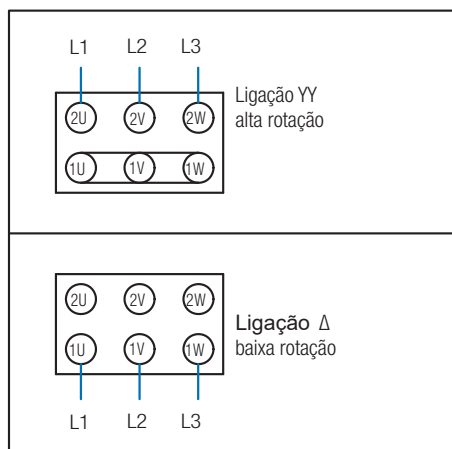 L1 L2 L3
2U 2V 2W
1U 1V 1W
Ligação YY
alta rotação
2U 2V 2W
1U 1V 1W
L1 L2 L3
Ligação Δ
baixa rotação